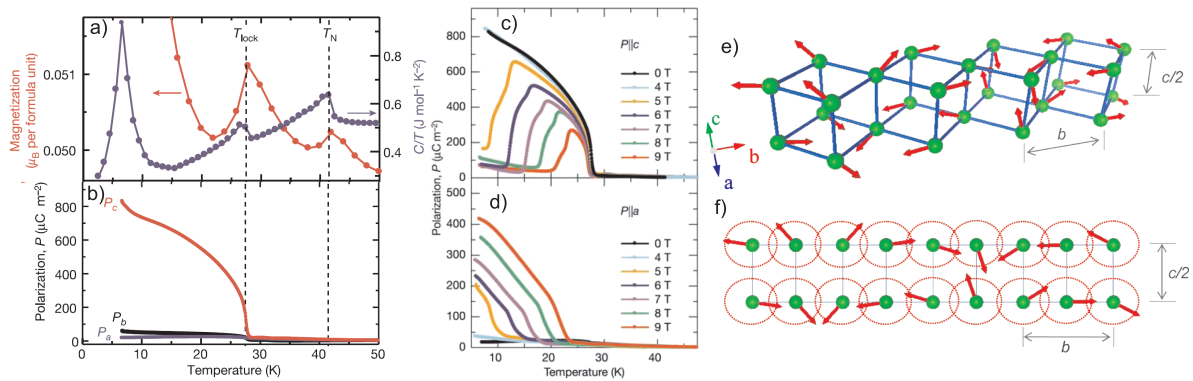 a)
T_lock
T_N
0.051
0.050
Magnetization
(μ_B per formula unit)
0.8
0.6
0.4
C/T (J mol⁻¹ K⁻²)
b)
P_c
P_b
P_a
800
600
400
200
0
Polarization, P (μC m⁻²)
0 10 20 30 40 50
Temperature (K)
c)
P||c
0 T
4 T
5 T
6 T
7 T
8 T
9 T
800
600
400
200
0
Polarization, P (μC m⁻²)
d)
P||a
0 T
4 T
5 T
6 T
7 T
8 T
9 T
500
400
300
200
100
0
10 20 30 40
Temperature (K)
e)
c/2
b
c
b
a
f)
c/2
b